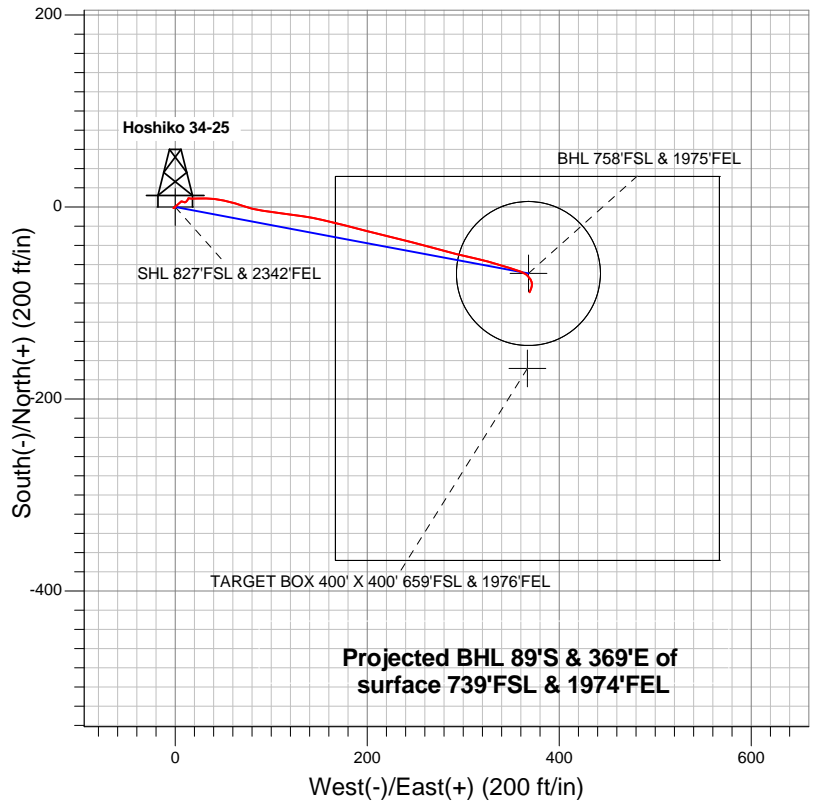 200
0
-200
-400
South(-)/North(+) (200 ft/in)
Hoshiko 34-25
BHL 758'FSL & 1975'FEL
SHL 827'FSL & 2342'FEL
TARGET BOX 400' X 400' 659'FSL & 1976'FEL
Projected BHL 89'S & 369'E of
surface 739'FSL & 1974'FEL
0
200
400
600
West(-)/East(+) (200 ft/in)